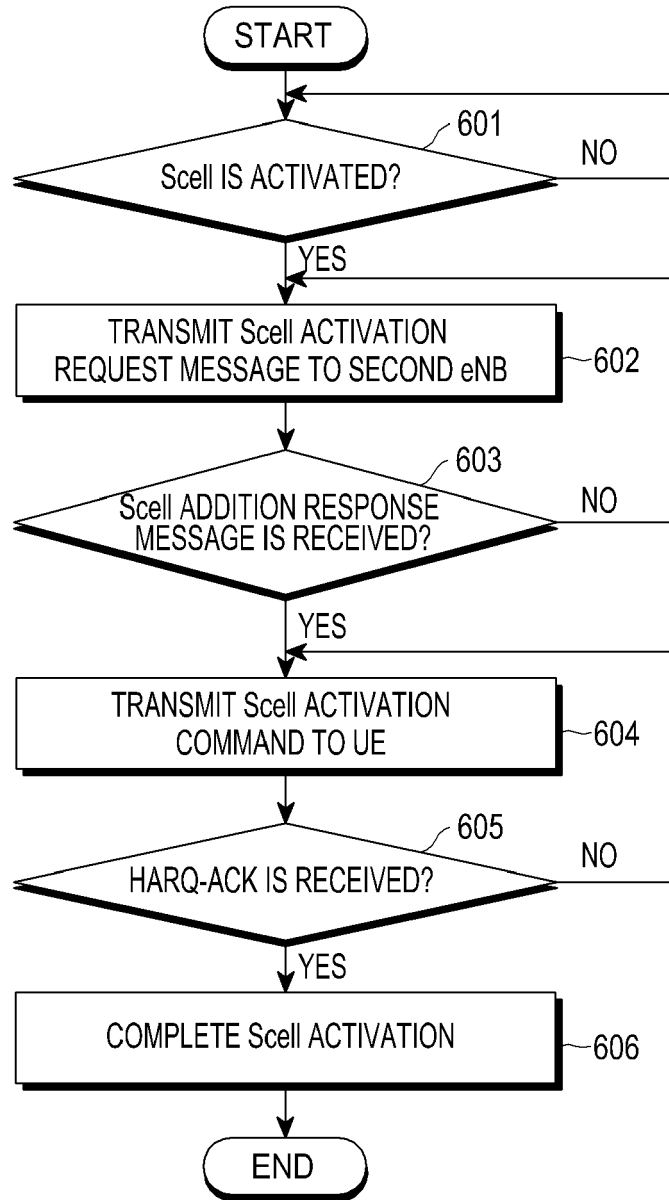 START
601
Scell IS ACTIVATED?
NO
YES
TRANSMIT Scell ACTIVATION
REQUEST MESSAGE TO SECOND eNB
602
603
Scell ADDITION RESPONSE
MESSAGE IS RECEIVED?
NO
YES
TRANSMIT Scell ACTIVATION
COMMAND TO UE
604
605
HARQ-ACK IS RECEIVED?
NO
YES
COMPLETE Scell ACTIVATION
606
END